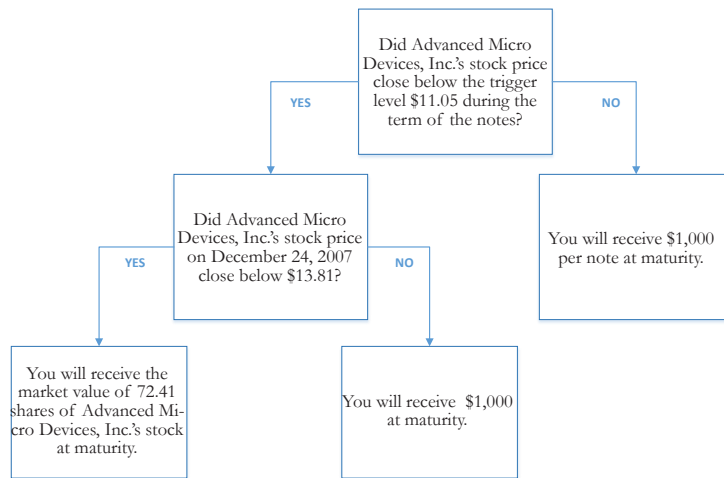 Did Advanced Micro
Devices, Inc.'s stock price
close below the trigger
level $11.05 during the
term of the notes?
YES
NO
Did Advanced Micro
Devices, Inc.'s stock price
on December 24, 2007
close below $13.81?
You will receive $1,000
per note at maturity.
YES
NO
You will receive the
market value of 72.41
shares of Advanced Mi-
cro Devices, Inc.'s stock
at maturity.
You will receive $1,000
at maturity.